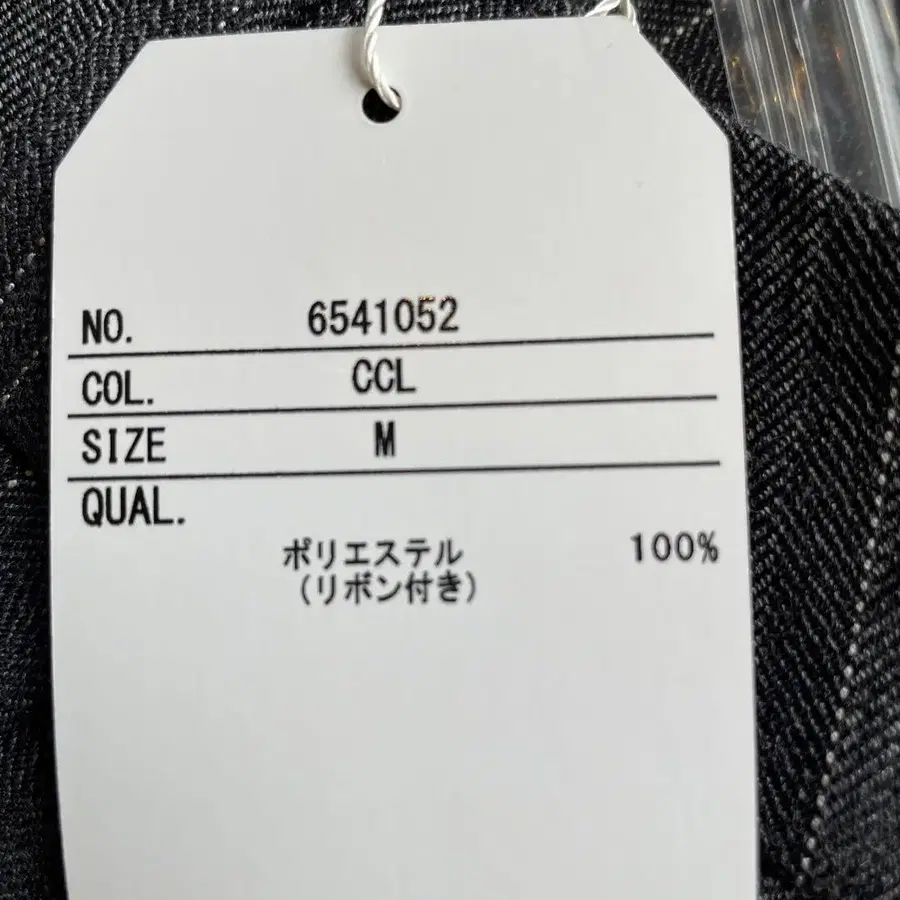 NO. 6541052
COL. CCL
SIZE M
QUAL.
ポリエステル 100%
(リボン付き)